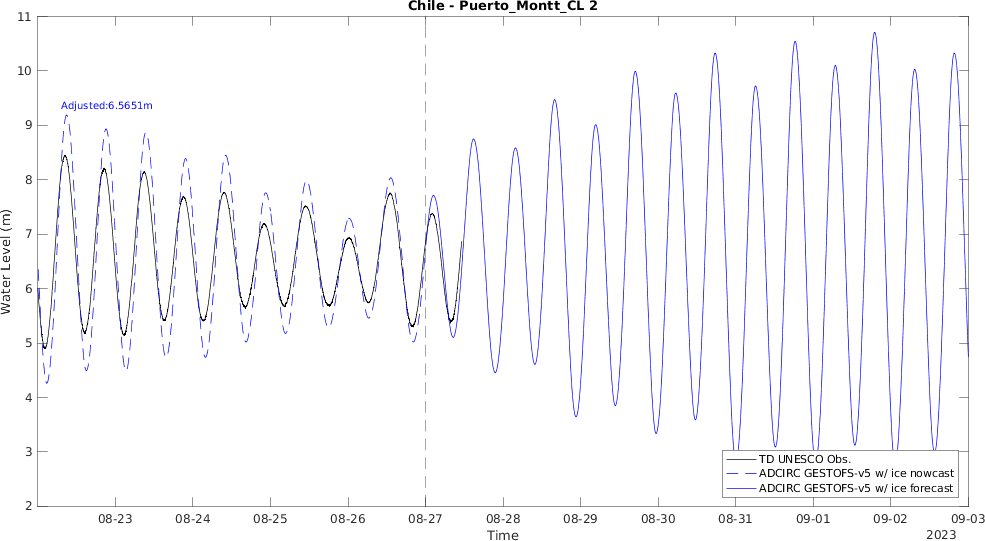 Chile - Puerto_Montt_CL 2
11
10
9
8
7
6
5
4
3
2
Water Level (m)
Adjusted:6.5651m
TD UNESCO Obs.
ADCIRC GESTOFS-v5 w/ ice nowcast
ADCIRC GESTOFS-v5 w/ ice forecast
08-23 08-24 08-25 08-26 08-27 08-28 08-29 08-30 08-31 09-01 09-02 09-03
Time
2023